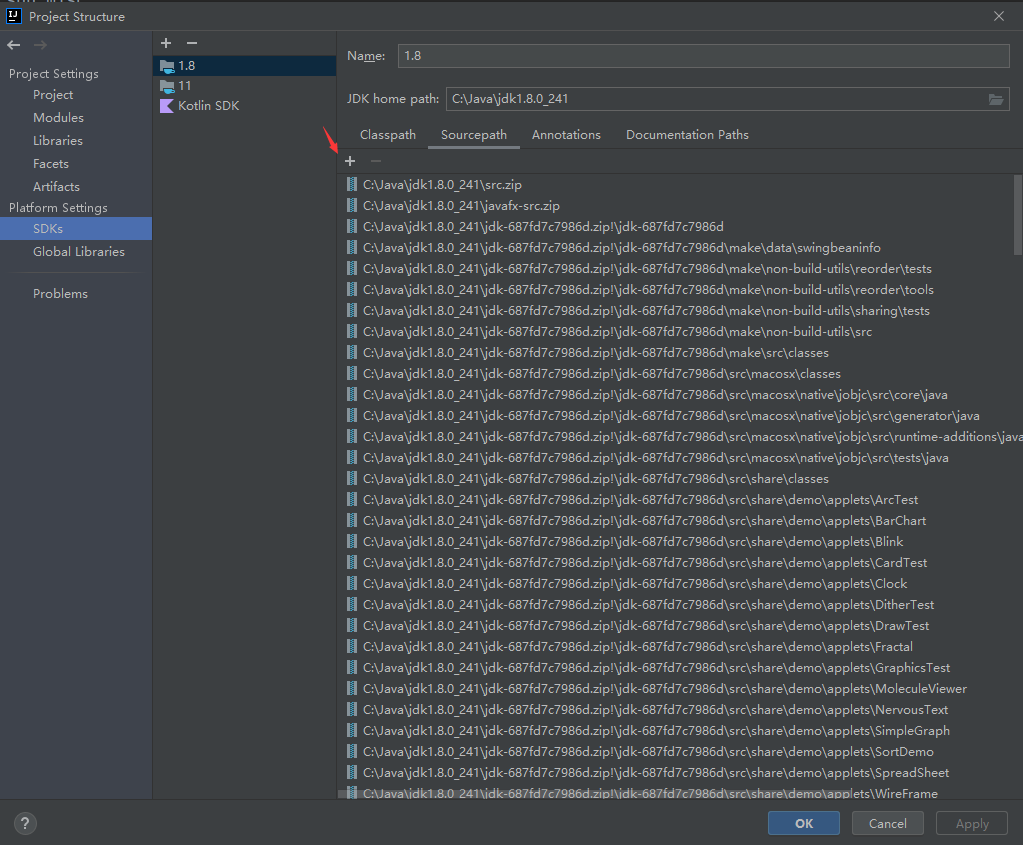 Project Structure
Project Settings
Project
Modules
Libraries
Facets
Artifacts
Platform Settings
SDKs
Global Libraries
Problems
1.8
11
Kotlin SDK
Name: 1.8
JDK home path: C:\Java\jdk1.8.0_241
Classpath Sourcepath Annotations Documentation Paths
C:\Java\jdk1.8.0_241\src.zip
C:\Java\jdk1.8.0_241\javafx-src.zip
C:\Java\jdk1.8.0_241\jdk-687fd7c7986d.zip!\jdk-687fd7c7986d
C:\Java\jdk1.8.0_241\jdk-687fd7c7986d.zip!\jdk-687fd7c7986d\make\data\swingbeaninfo
C:\Java\jdk1.8.0_241\jdk-687fd7c7986d.zip!\jdk-687fd7c7986d\make\non-build-utils\reorder\tests
C:\Java\jdk1.8.0_241\jdk-687fd7c7986d.zip!\jdk-687fd7c7986d\make\non-build-utils\reorder\tools
C:\Java\jdk1.8.0_241\jdk-687fd7c7986d.zip!\jdk-687fd7c7986d\make\non-build-utils\sharing\tests
C:\Java\jdk1.8.0_241\jdk-687fd7c7986d.zip!\jdk-687fd7c7986d\make\non-build-utils\src
C:\Java\jdk1.8.0_241\jdk-687fd7c7986d.zip!\jdk-687fd7c7986d\make\src\classes
C:\Java\jdk1.8.0_241\jdk-687fd7c7986d.zip!\jdk-687fd7c7986d\src\macosx\classes
C:\Java\jdk1.8.0_241\jdk-687fd7c7986d.zip!\jdk-687fd7c7986d\src\macosx\native\jobjc\src\core\java
C:\Java\jdk1.8.0_241\jdk-687fd7c7986d.zip!\jdk-687fd7c7986d\src\macosx\native\jobjc\src\generator\java
C:\Java\jdk1.8.0_241\jdk-687fd7c7986d.zip!\jdk-687fd7c7986d\src\macosx\native\jobjc\src\runtime-additions\java
C:\Java\jdk1.8.0_241\jdk-687fd7c7986d.zip!\jdk-687fd7c7986d\src\macosx\native\jobjc\src\tests\java
C:\Java\jdk1.8.0_241\jdk-687fd7c7986d.zip!\jdk-687fd7c7986d\src\share\classes
C:\Java\jdk1.8.0_241\jdk-687fd7c7986d.zip!\jdk-687fd7c7986d\src\share\demo\applets\ArcTest
C:\Java\jdk1.8.0_241\jdk-687fd7c7986d.zip!\jdk-687fd7c7986d\src\share\demo\applets\BarChart
C:\Java\jdk1.8.0_241\jdk-687fd7c7986d.zip!\jdk-687fd7c7986d\src\share\demo\applets\Blink
C:\Java\jdk1.8.0_241\jdk-687fd7c7986d.zip!\jdk-687fd7c7986d\src\share\demo\applets\CardTest
C:\Java\jdk1.8.0_241\jdk-687fd7c7986d.zip!\jdk-687fd7c7986d\src\share\demo\applets\Clock
C:\Java\jdk1.8.0_241\jdk-687fd7c7986d.zip!\jdk-687fd7c7986d\src\share\demo\applets\DitherTest
C:\Java\jdk1.8.0_241\jdk-687fd7c7986d.zip!\jdk-687fd7c7986d\src\share\demo\applets\DrawTest
C:\Java\jdk1.8.0_241\jdk-687fd7c7986d.zip!\jdk-687fd7c7986d\src\share\demo\applets\Fractal
C:\Java\jdk1.8.0_241\jdk-687fd7c7986d.zip!\jdk-687fd7c7986d\src\share\demo\applets\GraphicsTest
C:\Java\jdk1.8.0_241\jdk-687fd7c7986d.zip!\jdk-687fd7c7986d\src\share\demo\applets\MoleculeViewer
C:\Java\jdk1.8.0_241\jdk-687fd7c7986d.zip!\jdk-687fd7c7986d\src\share\demo\applets\NervousText
C:\Java\jdk1.8.0_241\jdk-687fd7c7986d.zip!\jdk-687fd7c7986d\src\share\demo\applets\SimpleGraph
C:\Java\jdk1.8.0_241\jdk-687fd7c7986d.zip!\jdk-687fd7c7986d\src\share\demo\applets\SortDemo
C:\Java\jdk1.8.0_241\jdk-687fd7c7986d.zip!\jdk-687fd7c7986d\src\share\demo\applets\SpreadSheet
C:\Java\jdk1.8.0_241\jdk-687fd7c7986d.zip!\jdk-687fd7c7986d\src\share\demo\applets\WireFrame
? OK Cancel Apply